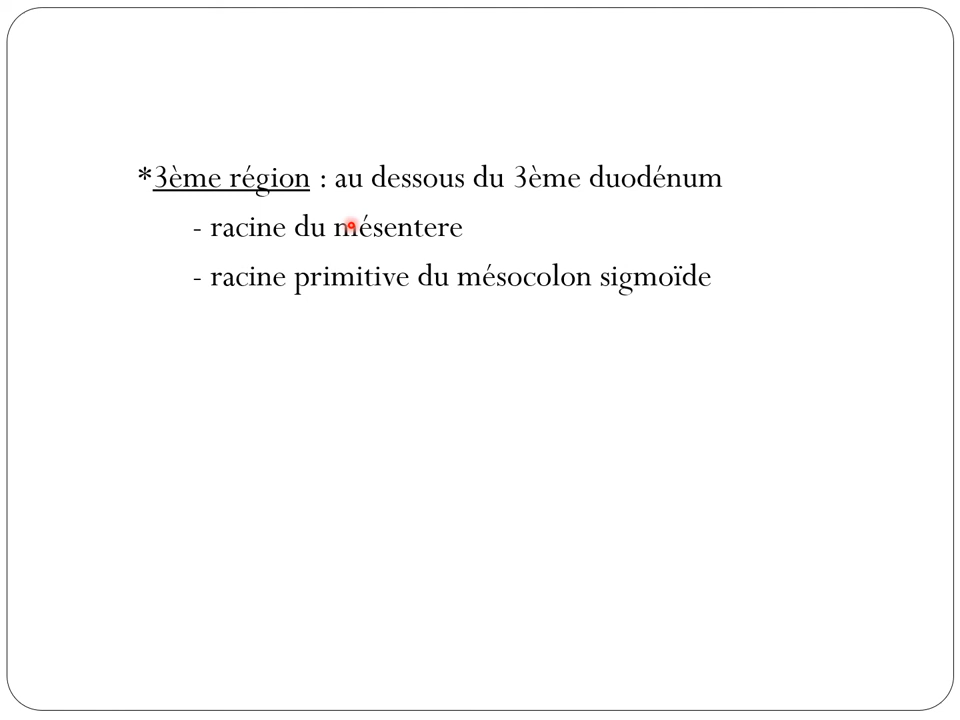 *3ème région : au dessous du 3ème duodénum
- racine du mésentere
- racine primitive du mésocolon sigmoïde